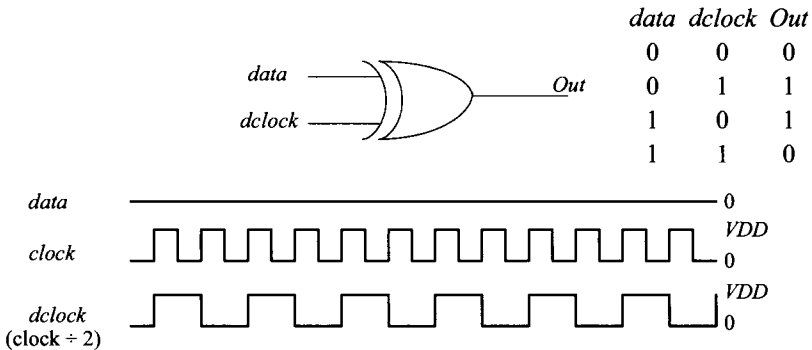 data dclock Out
0 0 0
0 1 1
1 0 1
1 1 0
data
dclock
Out
data
0
clock
VDD
0
dclock
(clock ÷ 2)
VDD
0